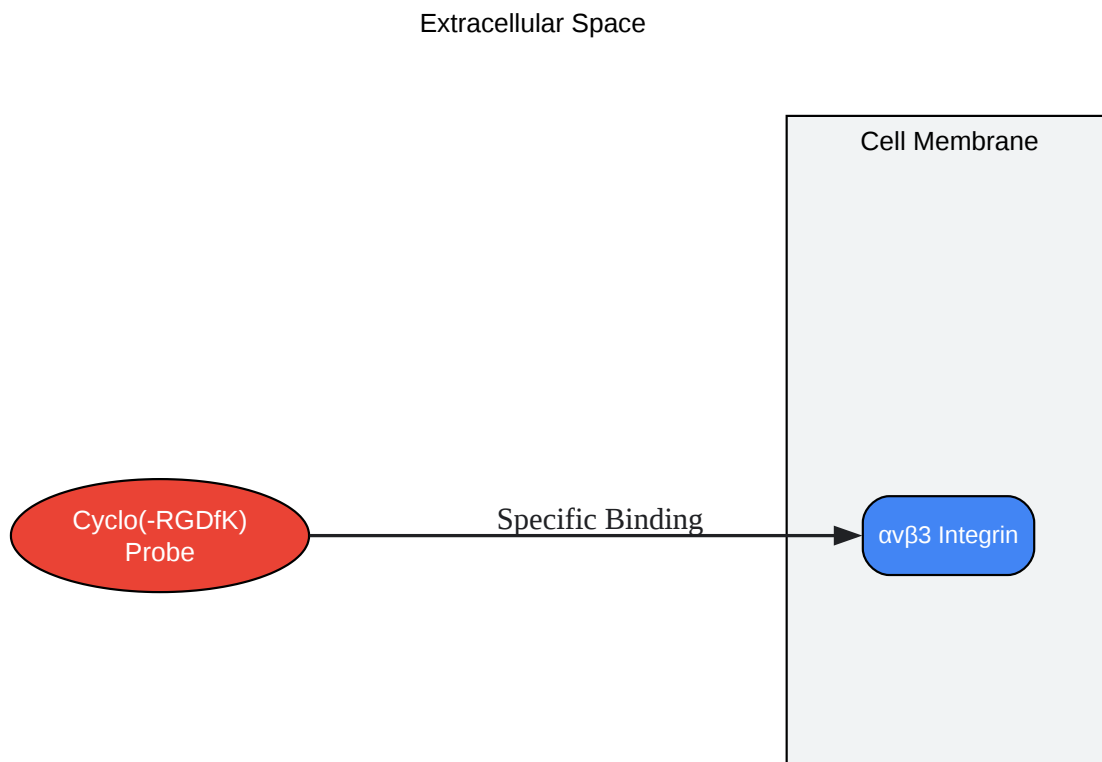 Extracellular Space
Cell Membrane
Cyclo(-RGDfK)
Probe
Specific Binding
αvβ3 Integrin